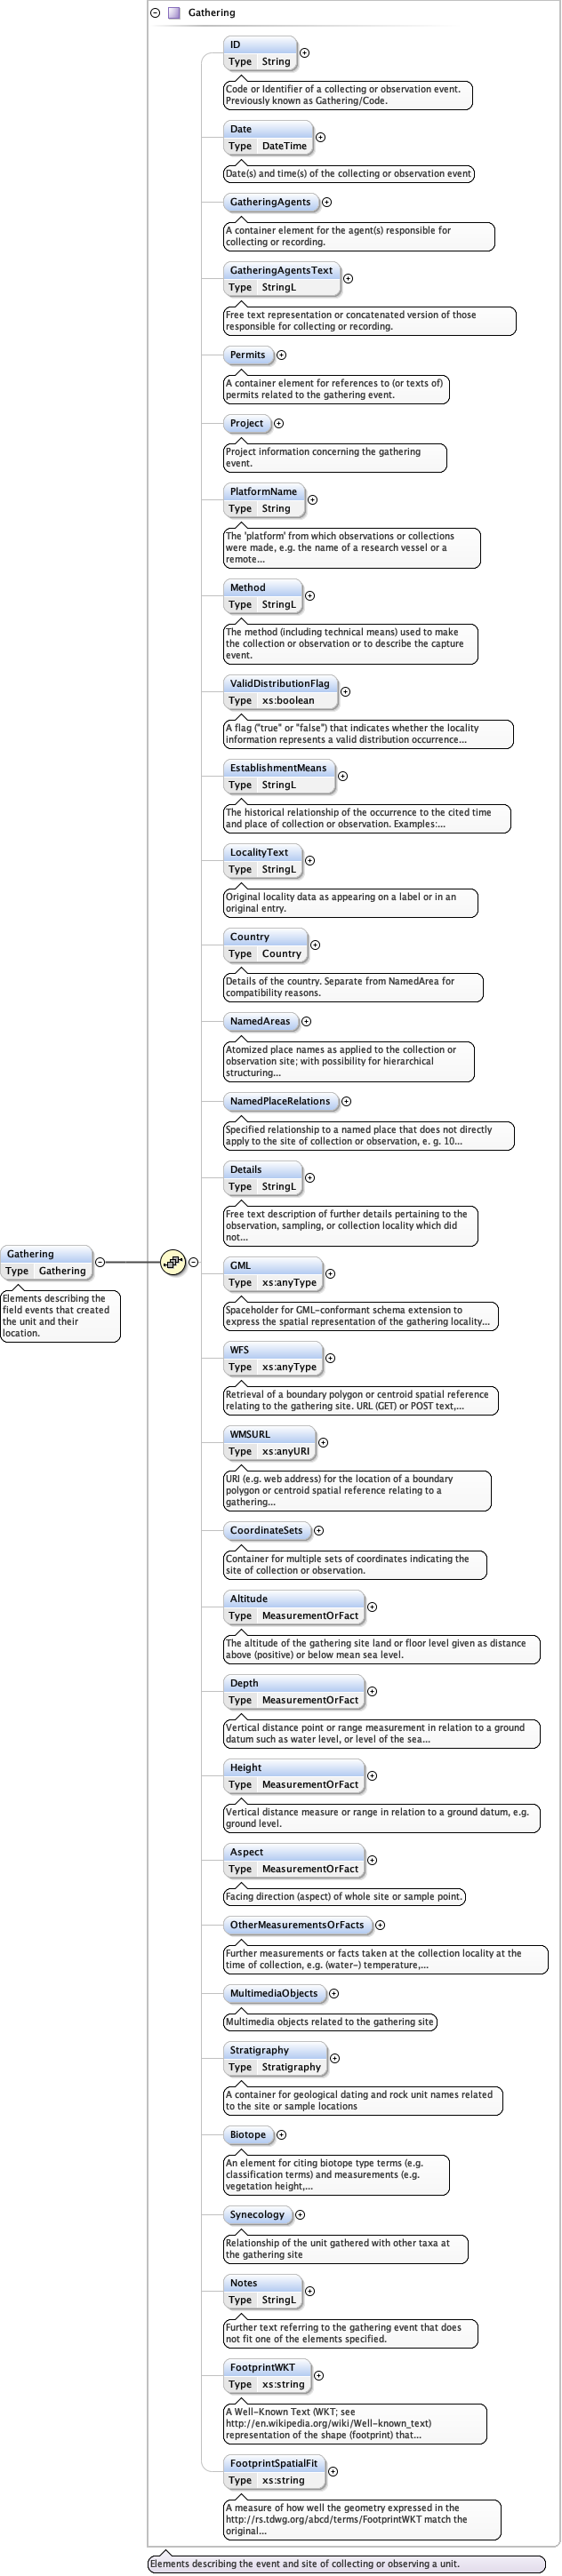 Gathering
ID
Type String
Code or Identifier of a collecting or observation event.
Previously known as Gathering/Code.
Date
Type DateTime
Date(s) and time(s) of the collecting or observation event
GatheringAgents
A container element for the agent(s) responsible for
collecting or recording.
GatheringAgentsText
Type StringL
Free text representation or concatenated version of those
responsible for collecting or recording.
Permits
A container element for references to (or texts of)
permits related to the gathering event.
Project
Project information concerning the gathering
event.
PlatformName
Type String
The 'platform' from which observations or collections
were made, e.g. the name of a research vessel or a
remote...
Method
Type StringL
The method (including technical means) used to make
the collection or observation or to describe the capture
event.
ValidDistributionFlag
Type xs:boolean
A flag ("true" or "false") that indicates whether the locality
information represents a valid distribution occurrence...
EstablishmentMeans
Type StringL
The historical relationship of the occurrence to the cited time
and place of collection or observation. Examples:...
LocalityText
Type StringL
Original locality data as appearing on a label or in an
original entry.
Country
Type Country
Details of the country. Separate from NamedArea for
compatibility reasons.
NamedAreas
Atomized place names as applied to the collection or
observation site; with possibility for hierarchical
structuring...
NamedPlaceRelations
Specified relationship to a named place that does not directly
apply to the site of collection or observation, e. g. 10...
Details
Type StringL
Free text description of further details pertaining to the
observation, sampling, or collection locality which did
not...
Gathering
Type Gathering
Elements describing the
field events that created
the unit and their
location.
GML
Type xs:anyType
Spaceholder for GML-conformant schema extension to
express the spatial representation of the gathering locality...
WFS
Type xs:anyType
Retrieval of a boundary polygon or centroid spatial reference
relating to the gathering site. URL (GET) or POST text,...
WMSURL
Type xs:anyURI
URI (e.g. web address) for the location of a boundary
polygon or centroid spatial reference relating to a
gathering...
CoordinateSets
Container for multiple sets of coordinates indicating the
site of collection or observation.
Altitude
Type MeasurementOrFact
The altitude of the gathering site land or floor level given as distance
above (positive) or below mean sea level.
Depth
Type MeasurementOrFact
Vertical distance point or range measurement in relation to a ground
datum such as water level, or level of the sea...
Height
Type MeasurementOrFact
Vertical distance measure or range in relation to a ground datum, e.g.
ground level.
Aspect
Type MeasurementOrFact
Facing direction (aspect) of whole site or sample point.
OtherMeasurementsOrFacts
Further measurements or facts taken at the collection locality at the
time of collection, e.g. (water-) temperature,...
MultimediaObjects
Multimedia objects related to the gathering site
Stratigraphy
Type Stratigraphy
A container for geological dating and rock unit names related
to the site or sample locations
Biotope
An element for citing biotope type terms (e.g.
classification terms) and measurements (e.g.
vegetation height,...
Synecology
Relationship of the unit gathered with other taxa at
the gathering site
Notes
Type StringL
Further text referring to the gathering event that does
not fit one of the elements specified.
FootprintWKT
Type xs:string
A Well-Known Text (WKT; see
http://en.wikipedia.org/wiki/Well-known_text)
representation of the shape (footprint) that...
FootprintSpatialFit
Type xs:string
A measure of how well the geometry expressed in the
http://rs.tdwg.org/abcd/terms/FootprintWKT match the
original...
Elements describing the event and site of collecting or observing a unit.